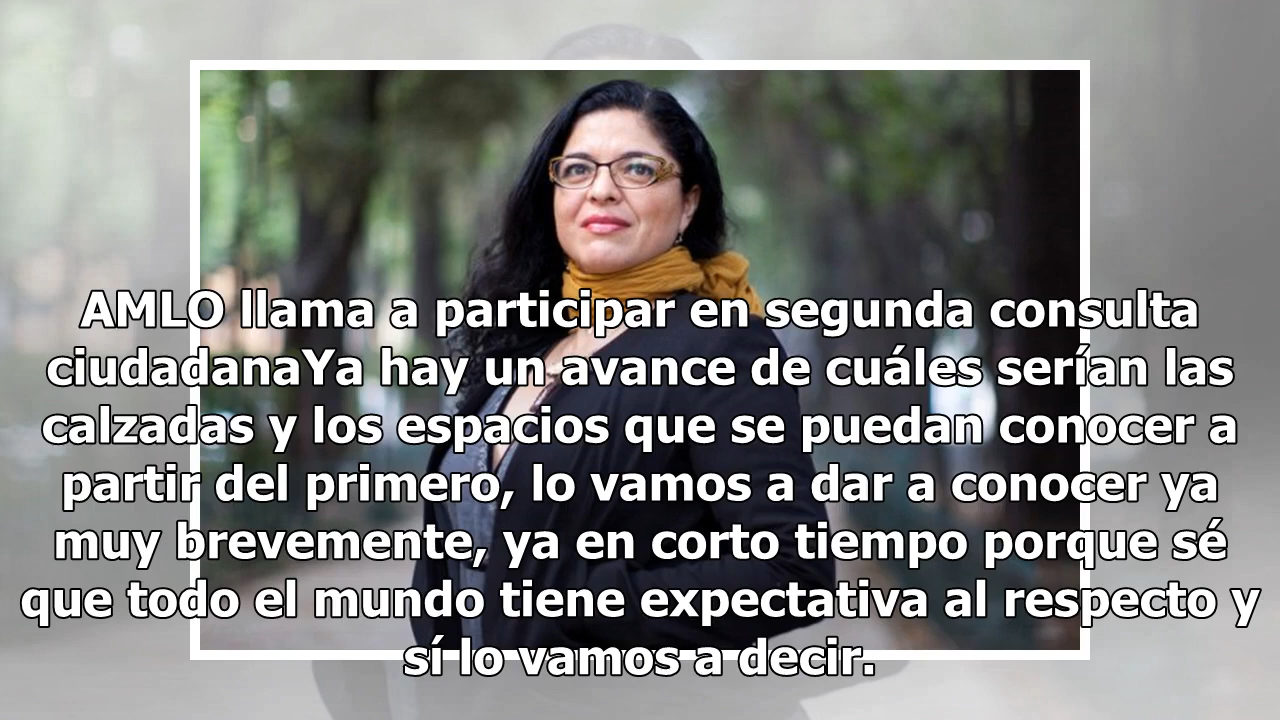 AMLO llama a participar en segunda consulta
ciudadanaYa hay un avance de cuáles serían las
calzadas y los espacios que se puedan conocer a
partir del primero, lo vamos a dar a conocer ya
muy brevemente, ya en corto tiempo porque sé
que todo el mundo tiene expectativa al respecto y
sí lo vamos a decir.